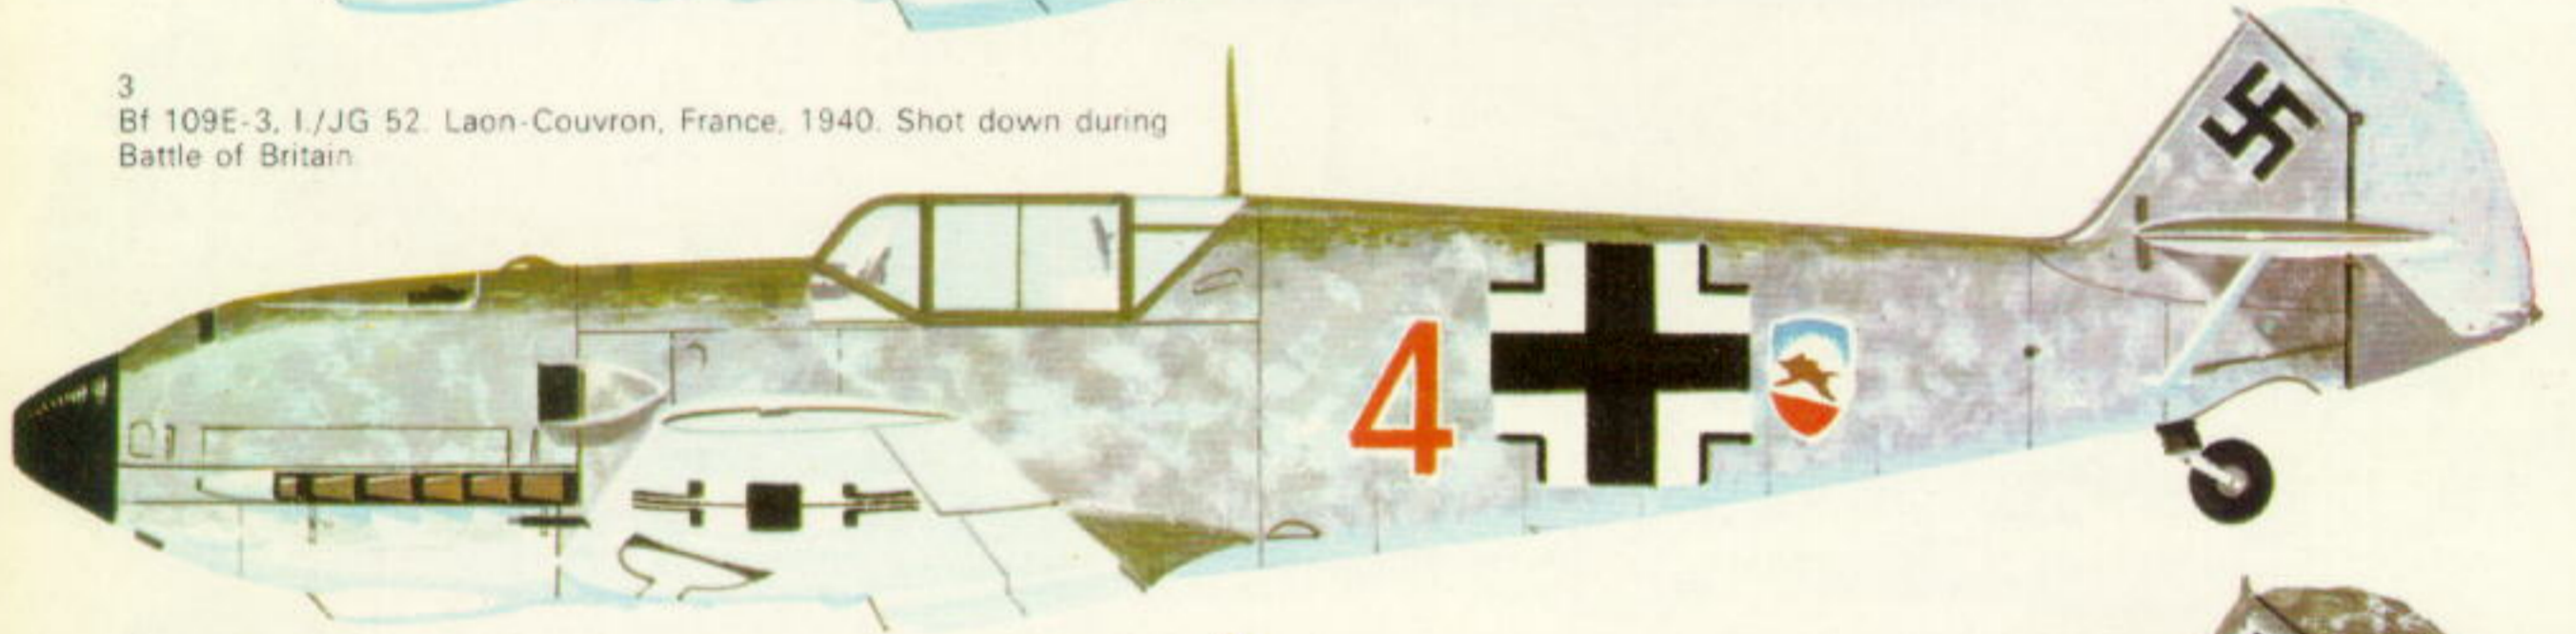 3
Bf 109E-3, I./JG 52. Laon-Couvron, France, 1940. Shot down during
Battle of Britain
4